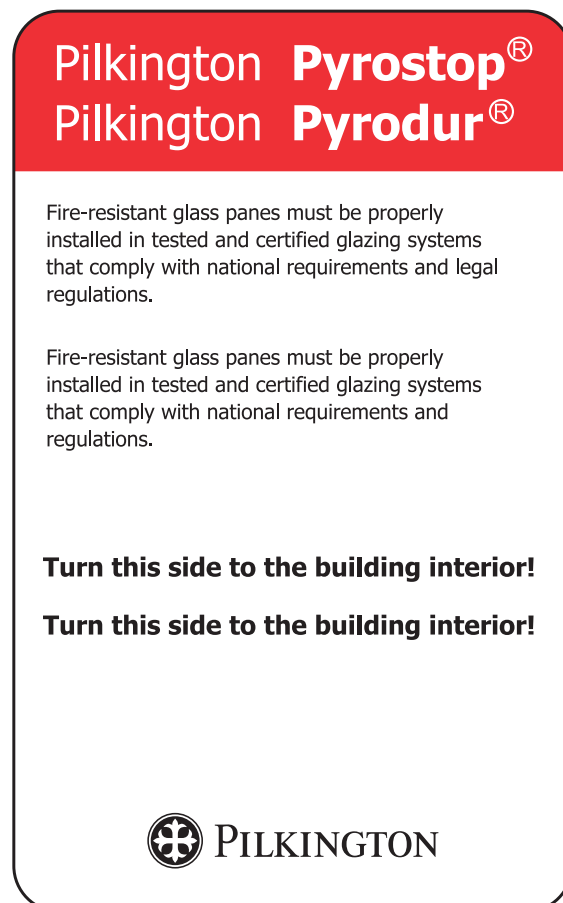 Pilkington Pyrostop®
Pilkington Pyrodur®
Fire-resistant glass panes must be properly
installed in tested and certified glazing systems
that comply with national requirements and legal
regulations.
Fire-resistant glass panes must be properly
installed in tested and certified glazing systems
that comply with national requirements and
regulations.
Turn this side to the building interior!
Turn this side to the building interior!
PILKINGTON